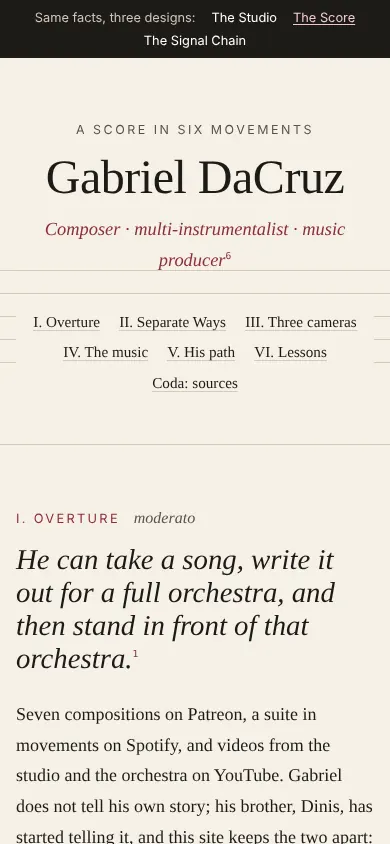 Same facts, three designs: The Studio The Score
The Signal Chain
A SCORE IN SIX MOVEMENTS
Gabriel DaCruz
Composer · multi-instrumentalist · music
producer6
I. Overture II. Separate Ways III. Three cameras
IV. The music V. His path VI. Lessons
Coda: sources
I. OVERTURE moderato
He can take a song, write it
out for a full orchestra, and
then stand in front of that
orchestra.1
Seven compositions on Patreon, a suite in
movements on Spotify, and videos from the
studio and the orchestra on YouTube. Gabriel
does not tell his own story; his brother, Dinis, has
started telling it, and this site keeps the two apart: